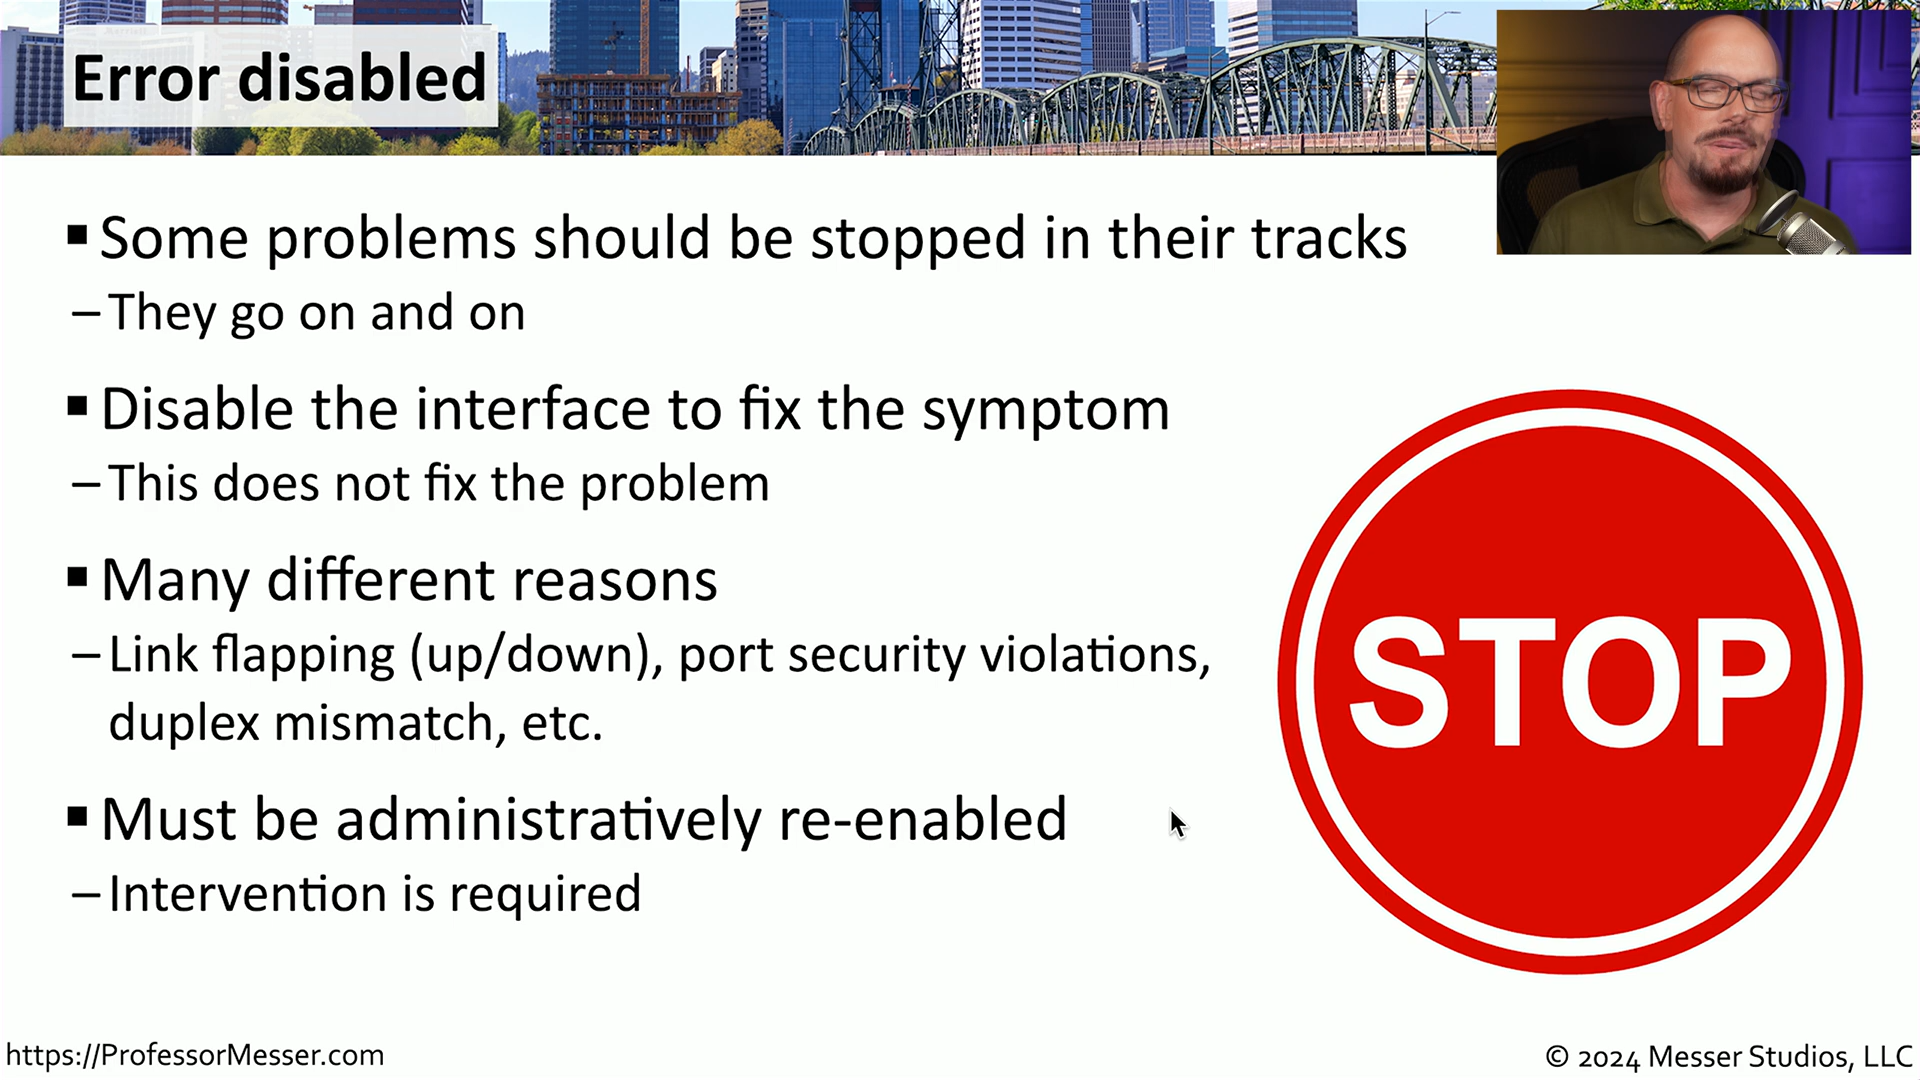 Error disabled
▪ Some problems should be stopped in their tracks
– They go on and on
▪ Disable the interface to fix the symptom
– This does not fix the problem
▪ Many different reasons
– Link flapping (up/down), port security violations,
duplex mismatch, etc.
STOP
▪ Must be administratively re-enabled
– Intervention is required
https://ProfessorMesser.com
© 2024 Messer Studios, LLC